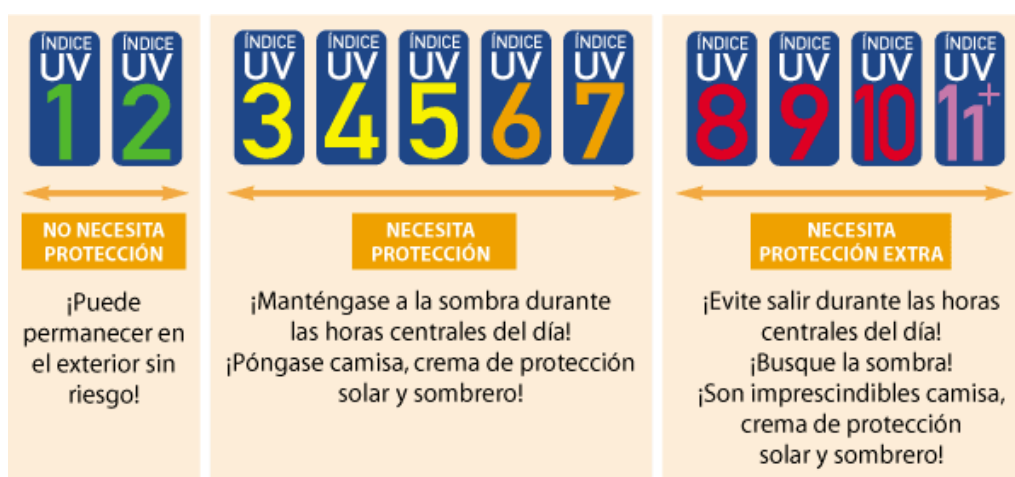 ÍNDICE
UV
1
ÍNDICE
UV
2
NO NECESITA
PROTECCIÓN
¡Puede
permanecer en
el exterior sin
riesgo!
ÍNDICE
UV
3
ÍNDICE
UV
4
ÍNDICE
UV
5
ÍNDICE
UV
6
ÍNDICE
UV
7
NECESITA
PROTECCIÓN
¡Manténgase a la sombra durante
las horas centrales del día!
¡Póngase camisa, crema de protección
solar y sombrero!
ÍNDICE
UV
8
ÍNDICE
UV
9
ÍNDICE
UV
10
ÍNDICE
UV
11+
NECESITA
PROTECCIÓN EXTRA
¡Evite salir durante las horas
centrales del día!
¡Busque la sombra!
¡Son imprescindibles camisa,
crema de protección
solar y sombrero!